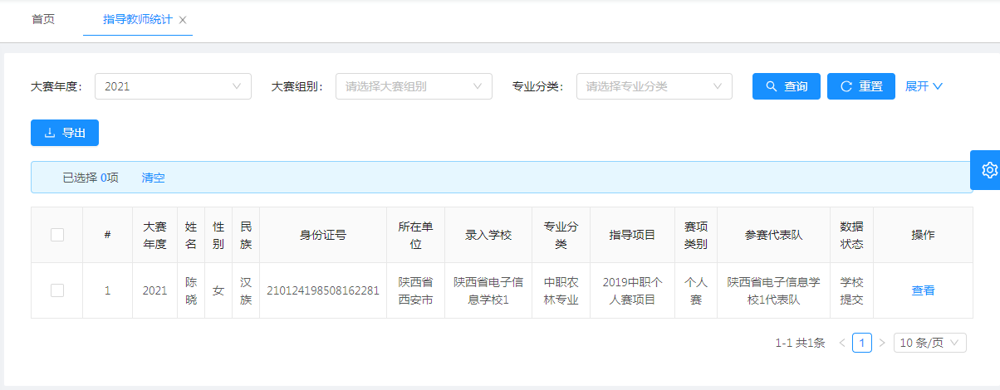 首页 指导教师统计
大赛年度： 2021 大赛组别： 请选择大赛组别 专业分类： 请选择专业分类 查询 重置 展开
导出
已选择 0项 清空
# 大赛年度 姓名 性别 民族 身份证号 所在单位 录入学校 专业分类 指导项目 赛项类别 参赛代表队 数据状态 操作
1 2021 陈晓 女 汉族 210124198508162281 陕西省西安市 陕西省电子信息学校1 中职农林专业 2019中职个人赛项目 个人赛 陕西省电子信息学校1代表队 学校提交 查看
1-1 共1条 1 10 条/页